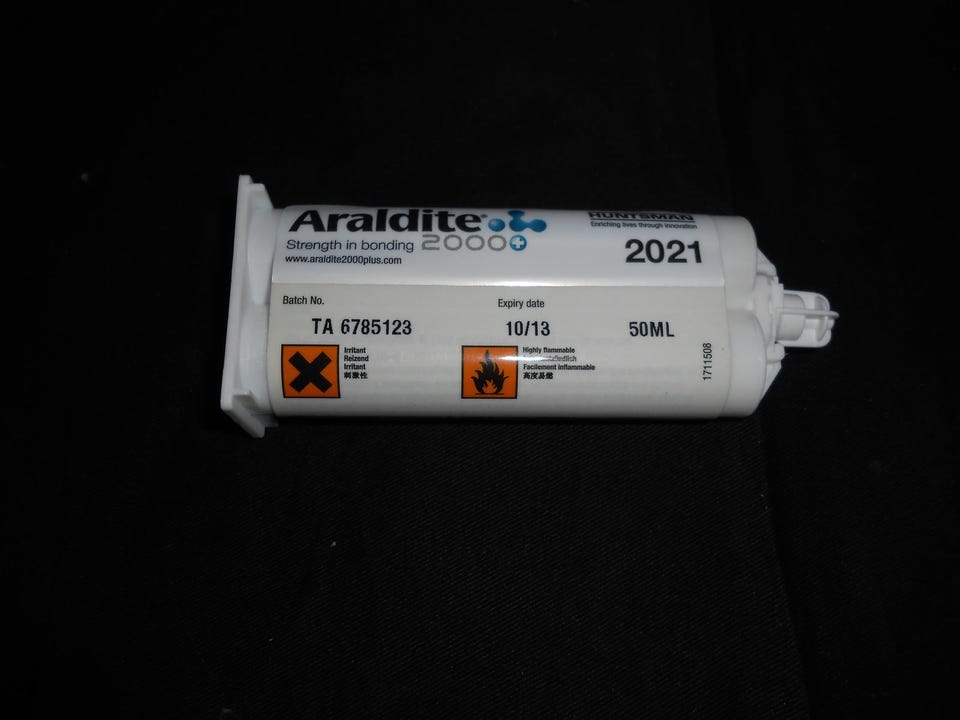 Araldite®
HUNTSMAN
Enriching lives through innovation
Strength in bonding 2000+
2021
www.araldite2000plus.com
Batch No.
Expiry date
TA 6785123
10/13
50ML
Irritant
Reizend
Irritant
刺激性
Highly flammable
Facilement inflammable
高度易燃
1711508